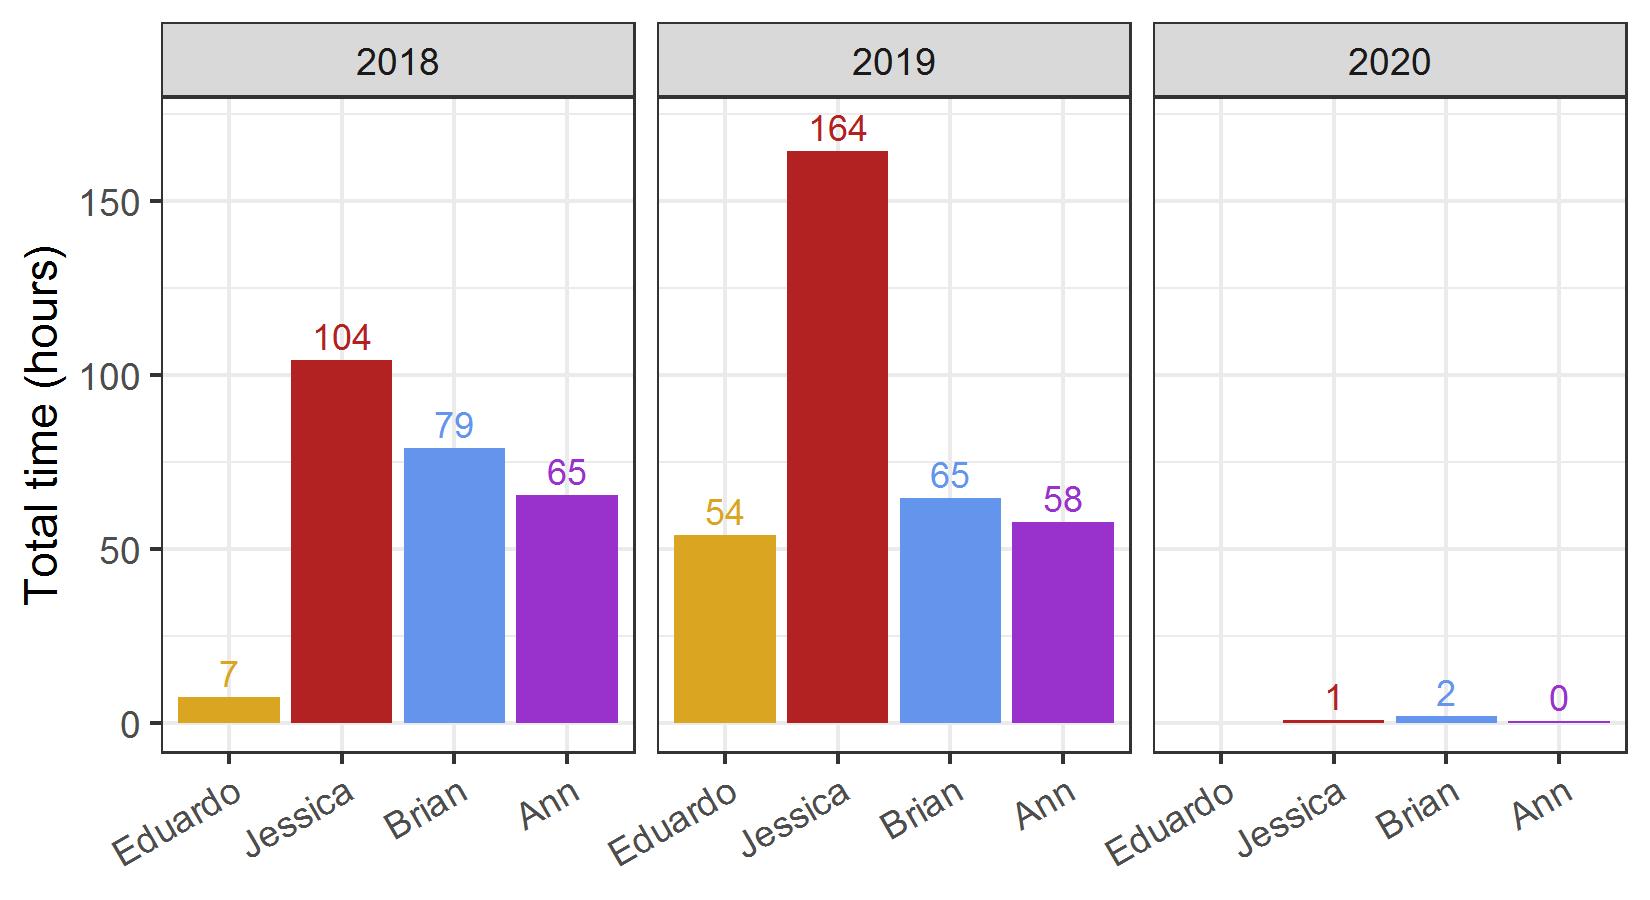 2018 2019 2020
Total time (hours)
150
100
50
0
7 104 79 65
54 164 65 58
1 2 0
Eduardo Jessica Brian Ann
Eduardo Jessica Brian Ann
Eduardo Jessica Brian Ann